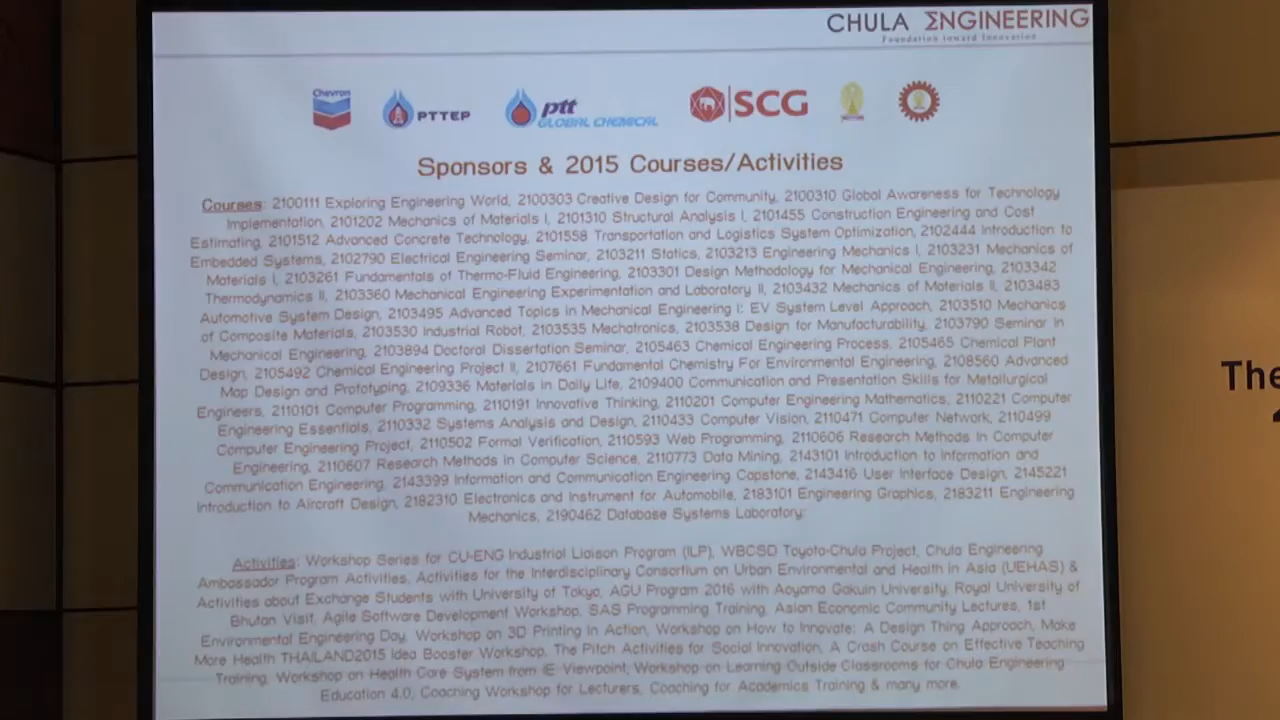 CHULA ΣNGINEERING
Foundation toward Innovation
Chevron
PTTEP
ptt
GLOBAL CHEMICAL
SCG
Sponsors & 2015 Courses/Activities
Courses: 2100111 Exploring Engineering World, 2100303 Creative Design for Community, 2100310 Global Awareness for Technology
Implementation, 2101202 Mechanics of Materials I, 2101310 Structural Analysis I, 2101455 Construction Engineering and Cost
Estimating, 2101512 Advanced Concrete Technology, 2101558 Transportation and Logistics System Optimization, 2102444 Introduction to
Embedded Systems, 2102790 Electrical Engineering Seminar, 2103211 Statics, 2103213 Engineering Mechanics I, 2103231 Mechanics of
Materials I, 2103261 Fundamentals of Thermo-Fluid Engineering, 2103301 Design Methodology for Mechanical Engineering, 2103342
Thermodynamics II, 2103360 Mechanical Engineering Experimentation and Laboratory II, 2103432 Mechanics of Materials II, 2103483
Automotive System Design, 2103495 Advanced Topics in Mechanical Engineering I: EV System Level Approach, 2103510 Mechanics
of Composite Materials, 2103530 Industrial Robot, 2103535 Mechatronics, 2103538 Design for Manufacturability, 2103790 Seminar in
Mechanical Engineering, 2103894 Doctoral Dissertation Seminar, 2105463 Chemical Engineering Process, 2105465 Chemical Plant
Design, 2105492 Chemical Engineering Project II, 2107661 Fundamental Chemistry For Environmental Engineering, 2108560 Advanced
Map Design and Prototyping, 2109336 Materials in Daily Life, 2109400 Communication and Presentation Skills for Metallurgical
Engineers, 2110101 Computer Programming, 2110191 Innovative Thinking, 2110201 Computer Engineering Mathematics, 2110221 Computer
Engineering Essentials, 2110332 Systems Analysis and Design, 2110433 Computer Vision, 2110471 Computer Network, 2110499
Computer Engineering Project, 2110502 Formal Verification, 2110593 Web Programming, 2110606 Research Methods in Computer
Engineering, 2110607 Research Methods in Computer Science, 2110773 Data Mining, 2143101 Introduction to Information and
Communication Engineering, 2143399 Information and Communication Engineering Capstone, 2143416 User Interface Design, 2145221
Introduction to Aircraft Design, 2182310 Electronics and Instrument for Automobile, 2183101 Engineering Graphics, 2183211 Engineering
Mechanics, 2190462 Database Systems Laboratory.
Activities: Workshop Series for CU-ENG Industrial Liaison Program (ILP), WBCSD Toyota-Chula Project, Chula Engineering
Ambassador Program Activities, Activities for the Interdisciplinary Consortium on Urban Environmental and Health in Asia (UEHAS) &
Activities about Exchange Students with University of Tokyo, AGU Program 2016 with Aoyama Gakuin University, Royal University of
Bhutan Visit, Agile Software Development Workshop, SAS Programming Training, Asian Economic Community Lectures, 1st
Environmental Engineering Day, Workshop on 3D Printing in Action, Workshop on How to Innovate: A Design Thing Approach, Make
More Health THAILAND2015 Idea Booster Workshop, The Pitch Activities for Social Innovation, A Crash Course on Effective Teaching
Training, Workshop on Health Care System from IE Viewpoint, Workshop on Learning Outside Classrooms for Chula Engineering
Education 4.0, Coaching Workshop for Lecturers, Coaching for Academics Training & many more.
The